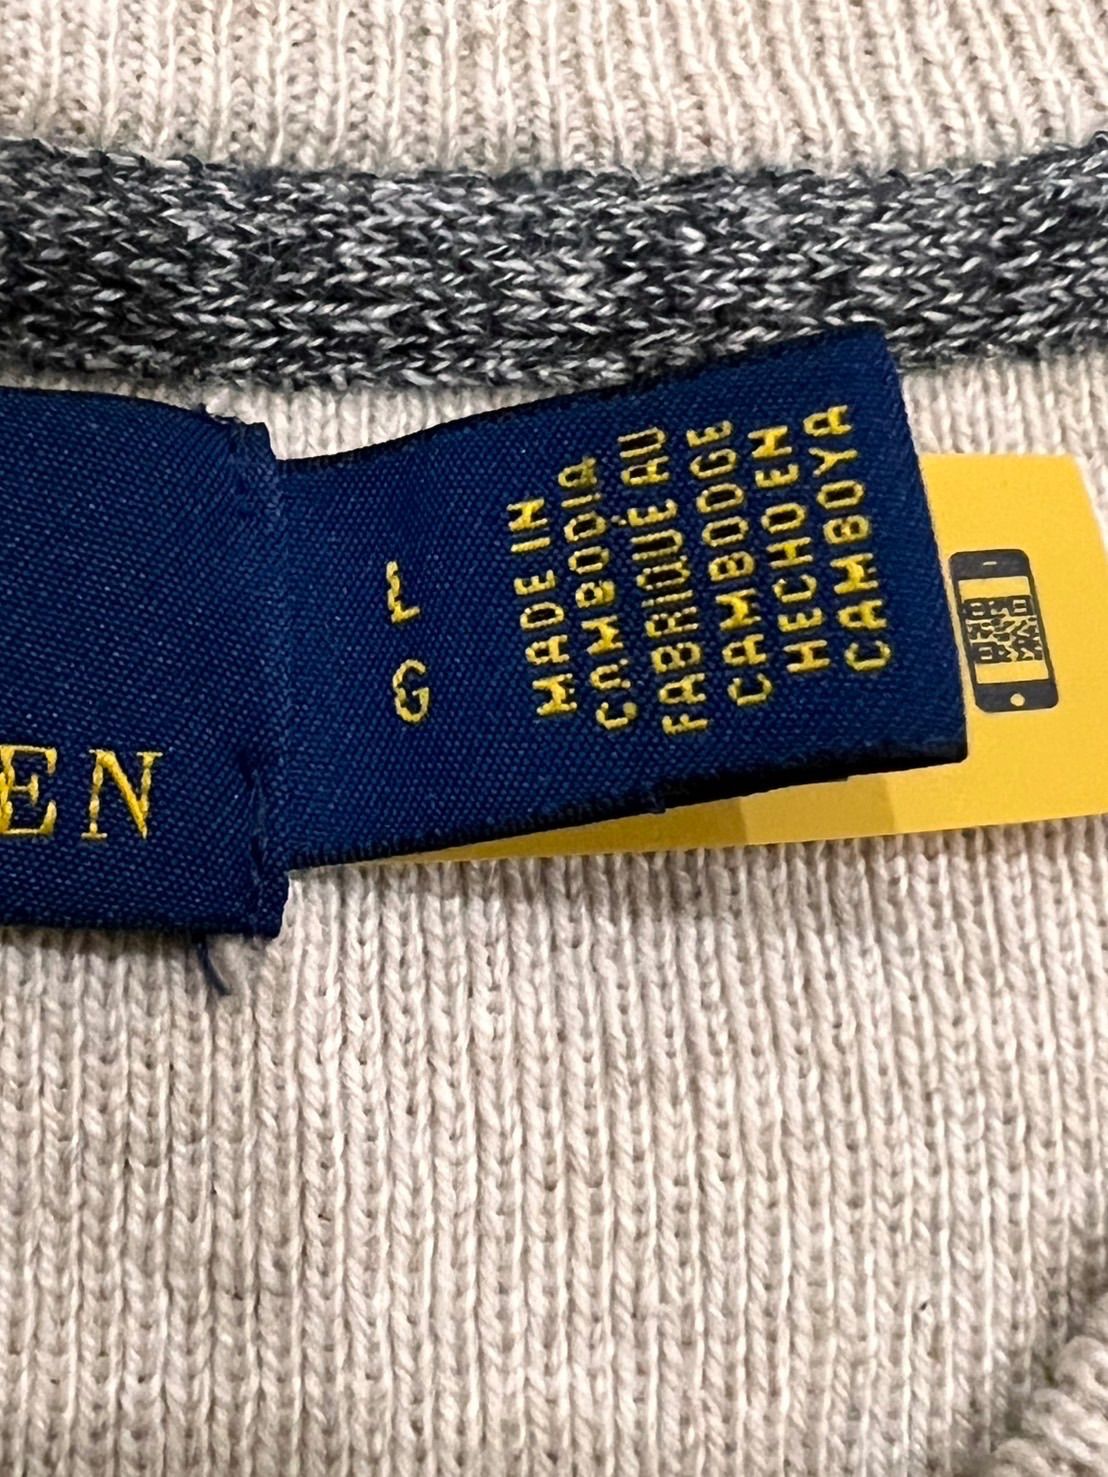 EN
L
G
MADE IN
CAMBODIA
FABRIQUÉ AU
CAMBODGE
HECHO EN
CAMBOYA